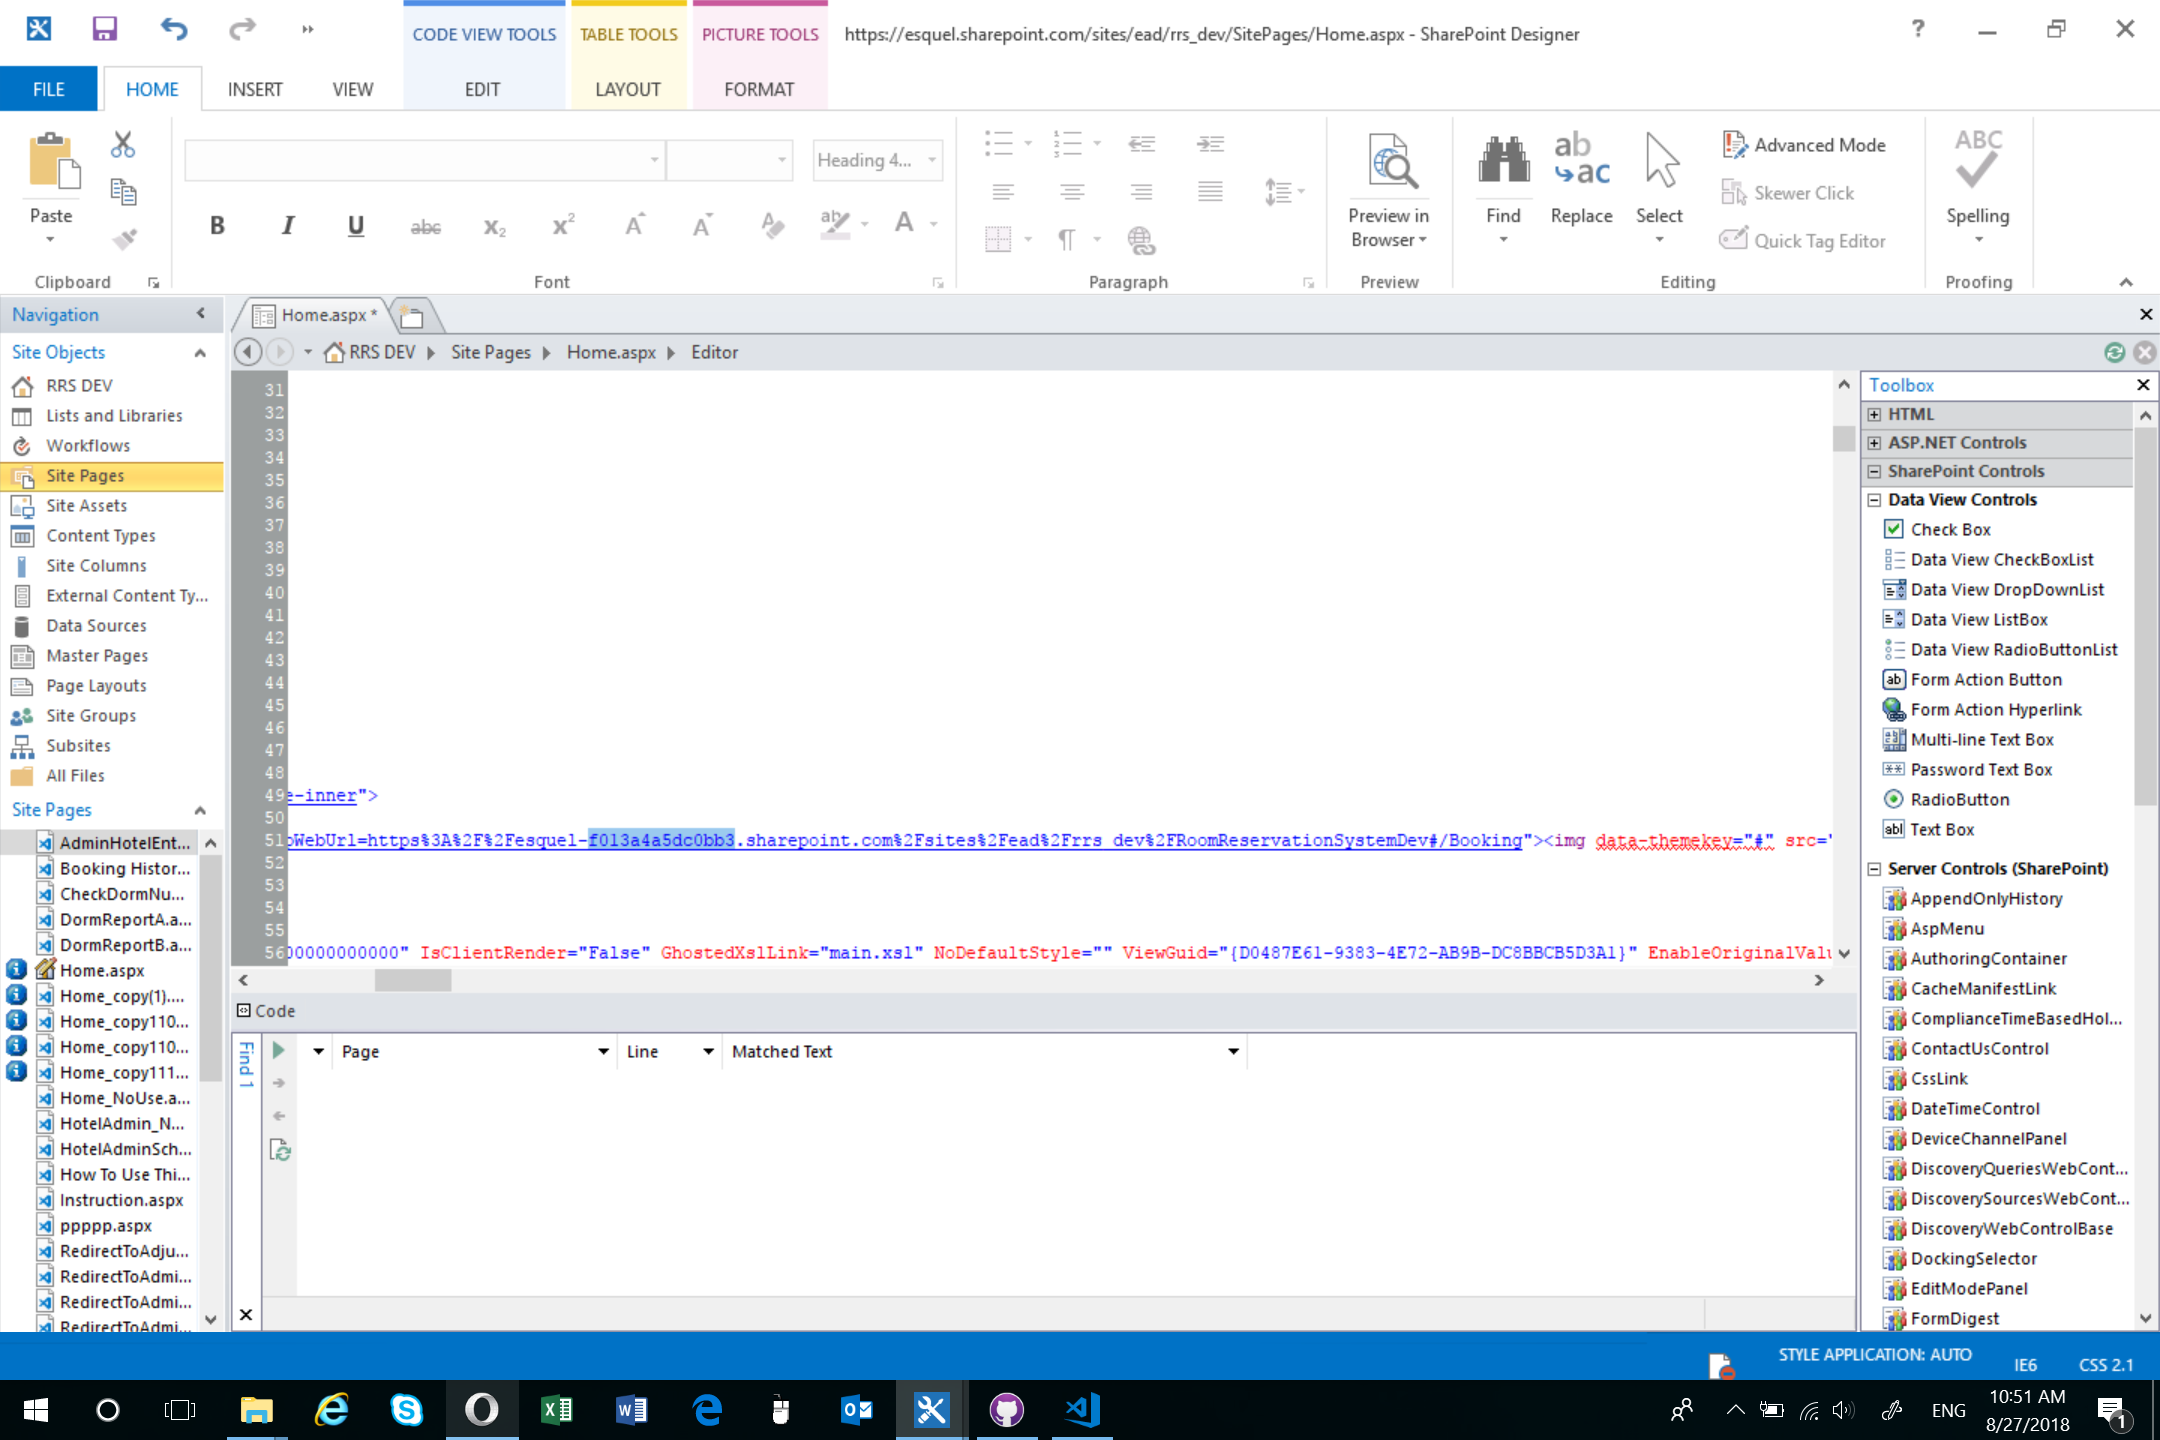 CODE VIEW TOOLS TABLE TOOLS PICTURE TOOLS https://esquel.sharepoint.com/sites/ead/rrs_dev/SitePages/Home.aspx - SharePoint Designer ?
FILE HOME INSERT VIEW EDIT LAYOUT FORMAT
Paste
Heading 4...
B I U abc x₂ x² A A ab A
Preview in
Browser
Find
Replace
ab
ac
Select
Advanced Mode
Skewer Click
Quick Tag Editor
ABC
Spelling
Clipboard Font Paragraph Preview Editing Proofing
Navigation
Home.aspx *
Site Objects
RRS DEV Site Pages Home.aspx Editor
RRS DEV
Lists and Libraries
Workflows
Site Pages
Site Assets
Content Types
Site Columns
External Content Ty...
Data Sources
Master Pages
Page Layouts
Site Groups
Subsites
All Files
Site Pages
AdminHotelEnt...
Booking Histor...
CheckDormNu...
DormReportA.a...
DormReportB.a...
Home.aspx
Home_copy(1)....
Home_copy110...
Home_copy110...
Home_copy111...
Home_NoUse.a...
HotelAdmin_N...
HotelAdminSch...
How To Use Thi...
Instruction.aspx
ppppp.aspx
RedirectToAdju...
RedirectToAdmi...
RedirectToAdmi...
RedirectToAdmi...
31
32
33
34
35
36
37
38
39
40
41
42
43
44
45
46
47
48
49 e-inner">
50
51 oWebUrl=https%3A%2F%2Fesquel-f013a4a5dc0bb3.sharepoint.com%2Fsites%2Fead%2Frrs_dev%2FRoomReservationSystemDev#/Booking"><img data-themekey="#" src="
52
53
54
55
56 00000000000" IsClientRender="False" GhostedXslLink="main.xsl" NoDefaultStyle="" ViewGuid="{D0487E61-9383-4E72-AB9B-DC8BBCB5D3A1}" EnableOriginalValu
Code
Find 1
Page Line Matched Text
Toolbox
HTML
ASP.NET Controls
SharePoint Controls
Data View Controls
Check Box
Data View CheckBoxList
Data View DropDownList
Data View ListBox
Data View RadioButtonList
Form Action Button
Form Action Hyperlink
Multi-line Text Box
Password Text Box
RadioButton
Text Box
Server Controls (SharePoint)
AppendOnlyHistory
AspMenu
AuthoringContainer
CacheManifestLink
ComplianceTimeBasedHol...
ContactUsControl
CssLink
DateTimeControl
DeviceChannelPanel
DiscoveryQueriesWebCont...
DiscoverySourcesWebCont...
DiscoveryWebControlBase
DockingSelector
EditModePanel
FormDigest
STYLE APPLICATION: AUTO IE6 CSS 2.1
ENG
10:51 AM
8/27/2018
1